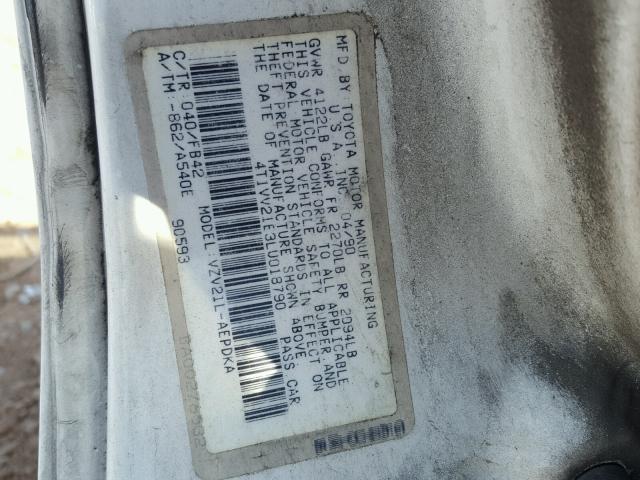 MFD. BY TOYOTA MOTOR MANUFACTURING
U.S.A., INC. 04/90
GVWR 4122LB GAWR FR 2270LB RR 2094LB
THIS VEHICLE CONFORMS TO ALL APPLICABLE
FEDERAL MOTOR VEHICLE SAFETY, BUMPER, AND
THEFT PREVENTION STANDARDS IN EFFECT ON
THE DATE OF MANUFACTURE SHOWN ABOVE
4T1VV21E3LU018790 PASS CAR
C/TR: 040/FB42 MODEL: VZV21L-AEPDKA
A/TM: -862/A540E 90593